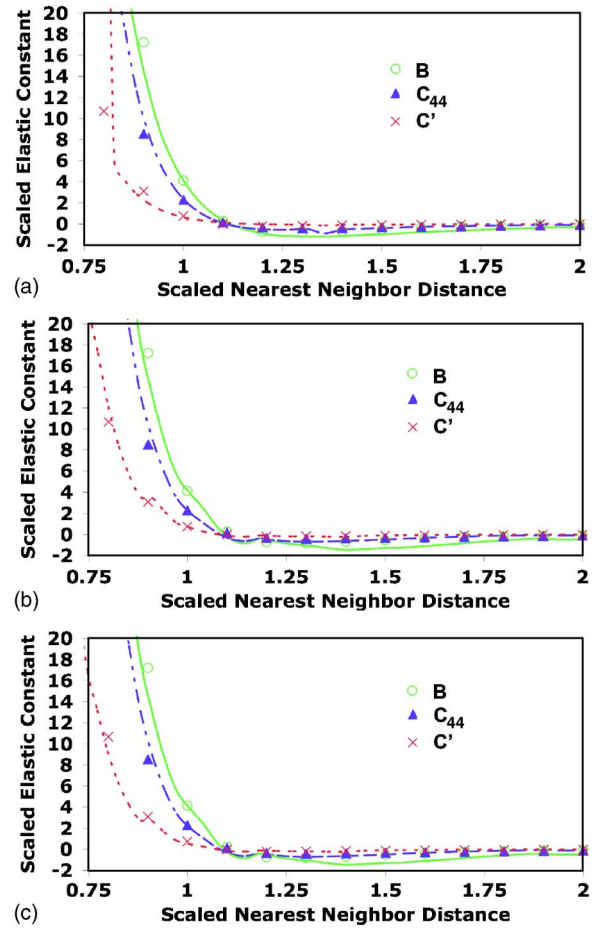 20
18
16
14
12
10
8
6
4
2
0
-2
Scaled Elastic Constant
B
C44
C'
0.75 1 1.25 1.5 1.75 2
(a) Scaled Nearest Neighbor Distance
20
18
16
14
12
10
8
6
4
2
0
-2
Scaled Elastic Constant
B
C44
C'
0.75 1 1.25 1.5 1.75 2
(b) Scaled Nearest Neighbor Distance
20
18
16
14
12
10
8
6
4
2
0
-2
Scaled Elastic Constant
B
C44
C'
0.75 1 1.25 1.5 1.75 2
(c) Scaled Nearest Neighbor Distance